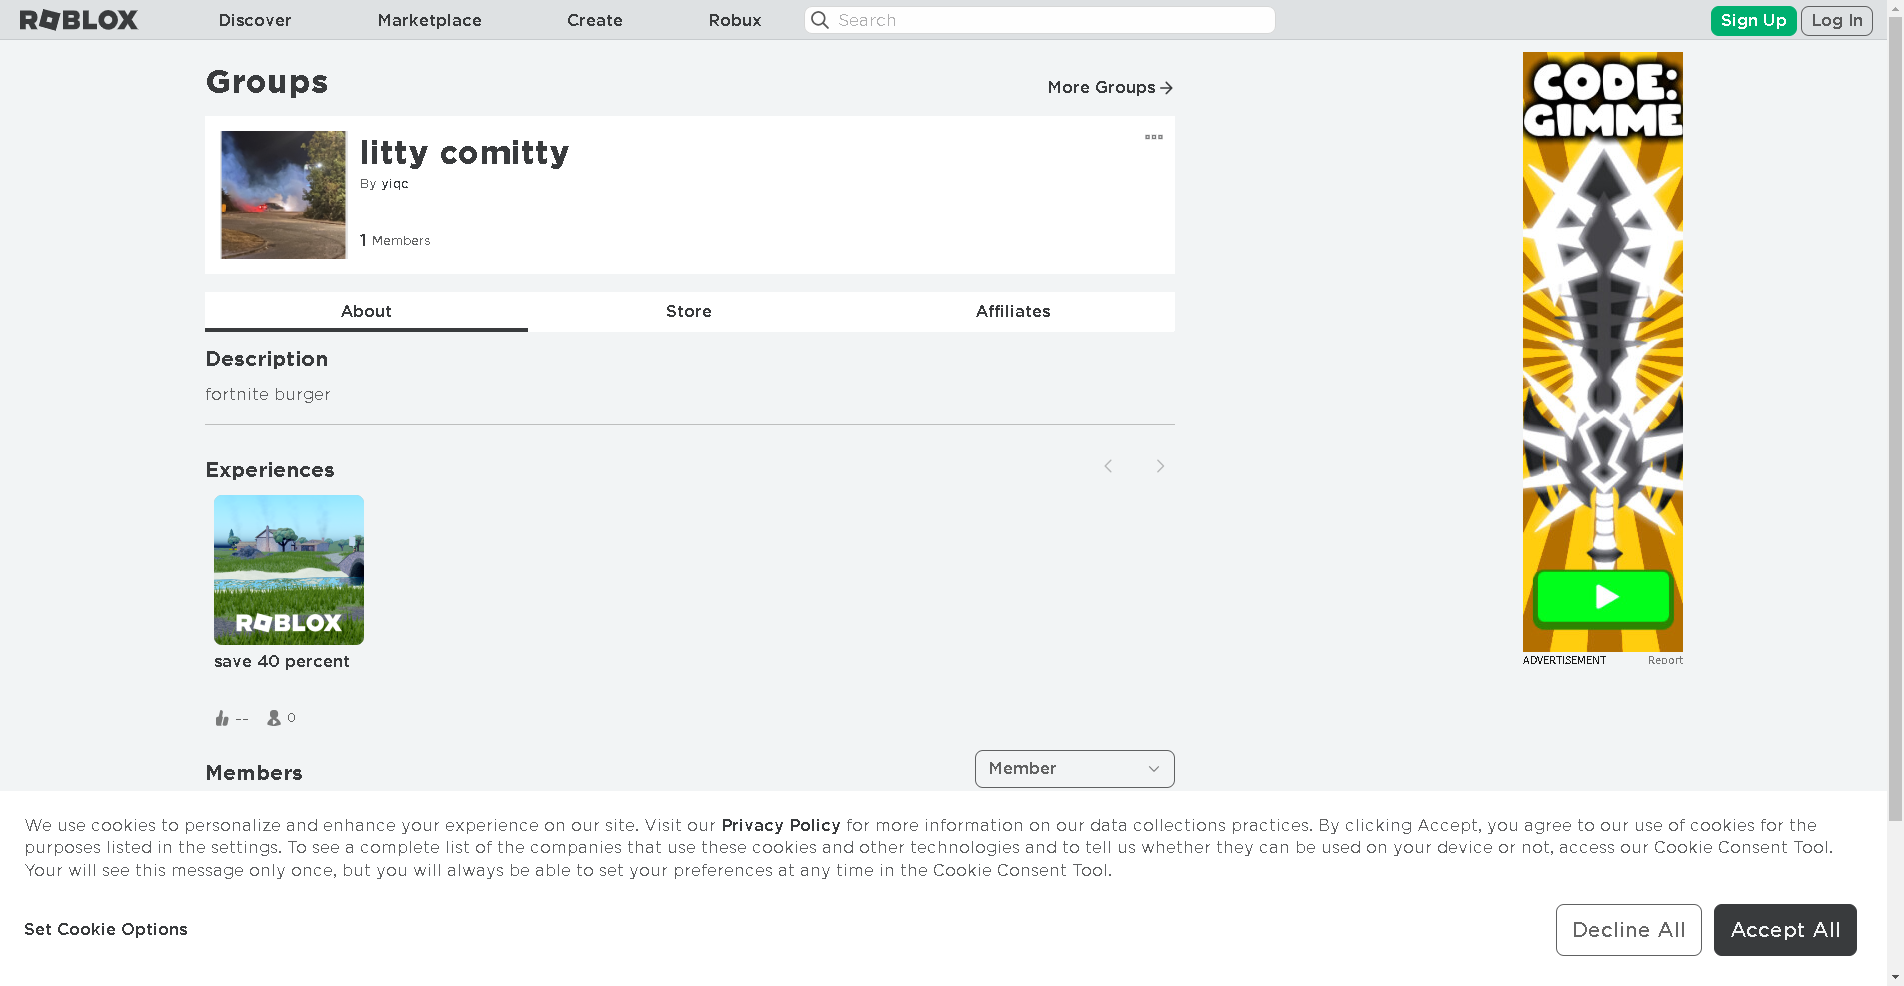 ROBLOX
Discover
Marketplace
Create
Robux
Search
Sign Up
Log In
Groups
More Groups
litty comitty
By yiqc
1 Members
About
Store
Affiliates
Description
fortnite burger
Experiences
ROBLOX
save 40 percent
--
0
Members
Member
CODE:
GIMME
ADVERTISEMENT
Report
We use cookies to personalize and enhance your experience on our site. Visit our Privacy Policy for more information on our data collections practices. By clicking Accept, you agree to our use of cookies for the
purposes listed in the settings. To see a complete list of the companies that use these cookies and other technologies and to tell us whether they can be used on your device or not, access our Cookie Consent Tool.
Your will see this message only once, but you will always be able to set your preferences at any time in the Cookie Consent Tool.
Set Cookie Options
Decline All
Accept All